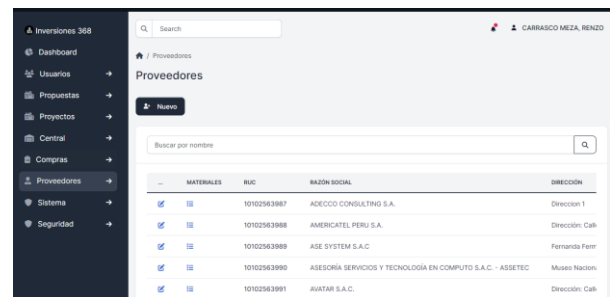 Inversiones 368
Dashboard
Usuarios
Propuestas
Proyectos
Central
Compras
Proveedores
Sistema
Seguridad
Search
CARRASCO MEZA, RENZO
/ Proveedores
Proveedores
Nuevo
Buscar por nombre
... MATERIALES RUC RAZÓN SOCIAL DIRECCIÓN
10102563987 ADECCO CONSULTING S.A. Direccion 1
10102563988 AMERICATEL PERU S.A. Dirección: Call
10102563989 ASE SYSTEM S.A.C Fernanda Ferr
10102563990 ASESORÍA SERVICIOS Y TECNOLOGÍA EN COMPUTO S.A.C. - ASSETEC Museo Nacion
10102563991 AVATAR S.A.C. Dirección: Call